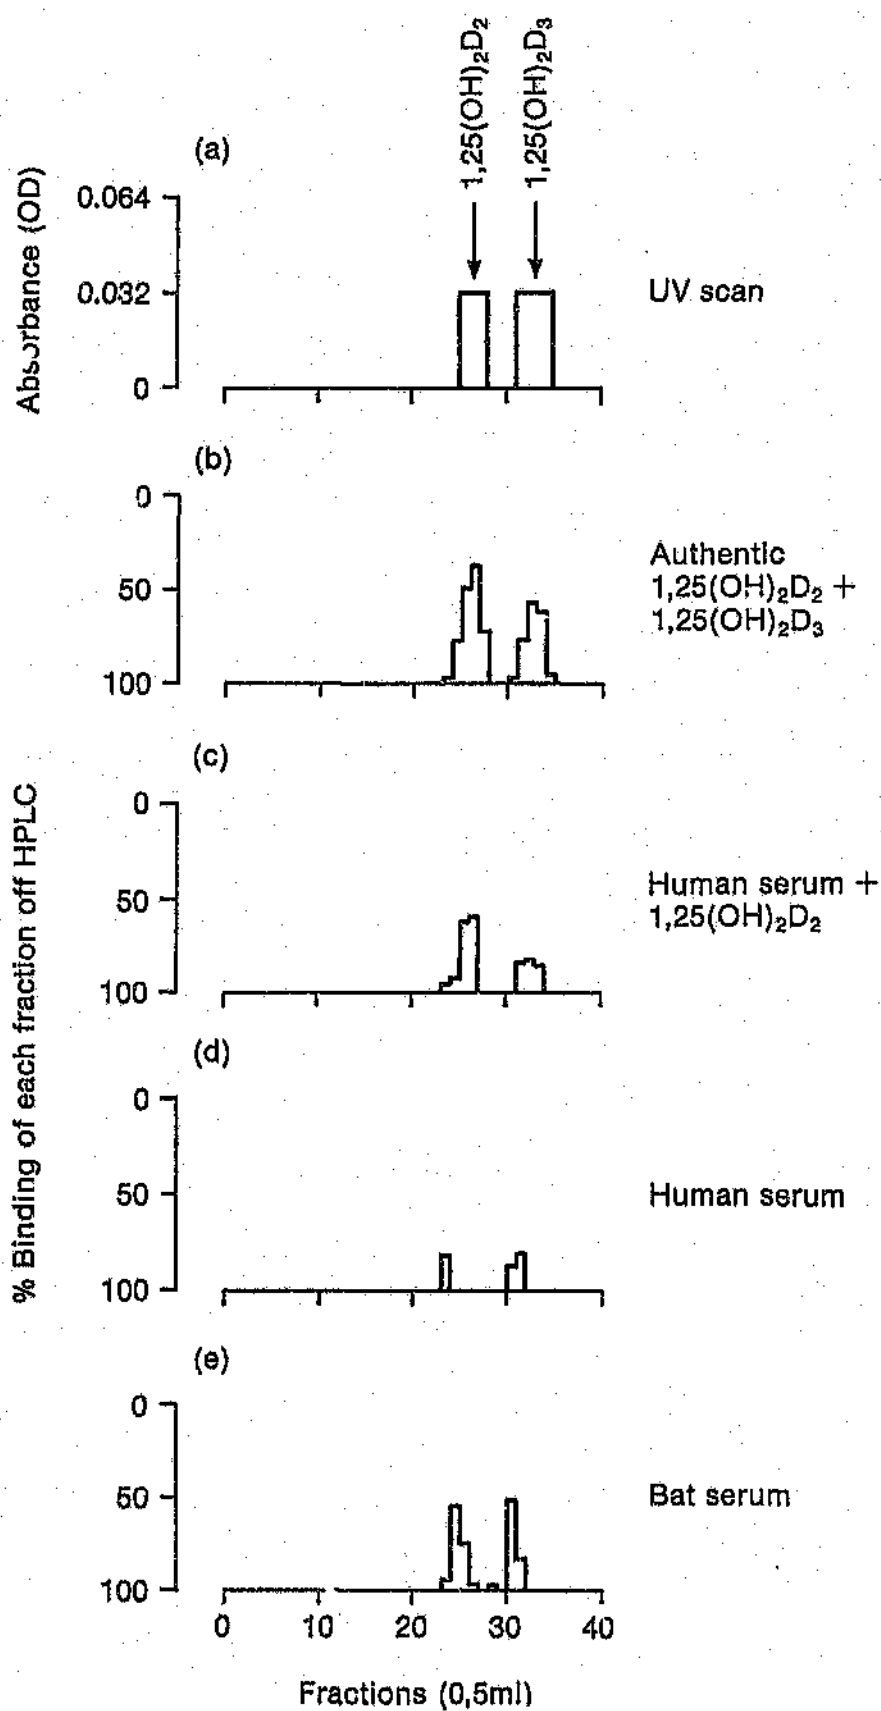 1,25(OH)₂D₂
1,25(OH)₂D₃
(a)
Absorbance (OD)
0.064
0.032
0
UV scan
(b)
0
50
100
Authentic
1,25(OH)₂D₂ +
1,25(OH)₂D₃
% Binding of each fraction off HPLC
(c)
0
50
100
Human serum +
1,25(OH)₂D₂
(d)
0
50
100
Human serum
(e)
0
50
100
Bat serum
0 10 20 30 40
Fractions (0,5ml)